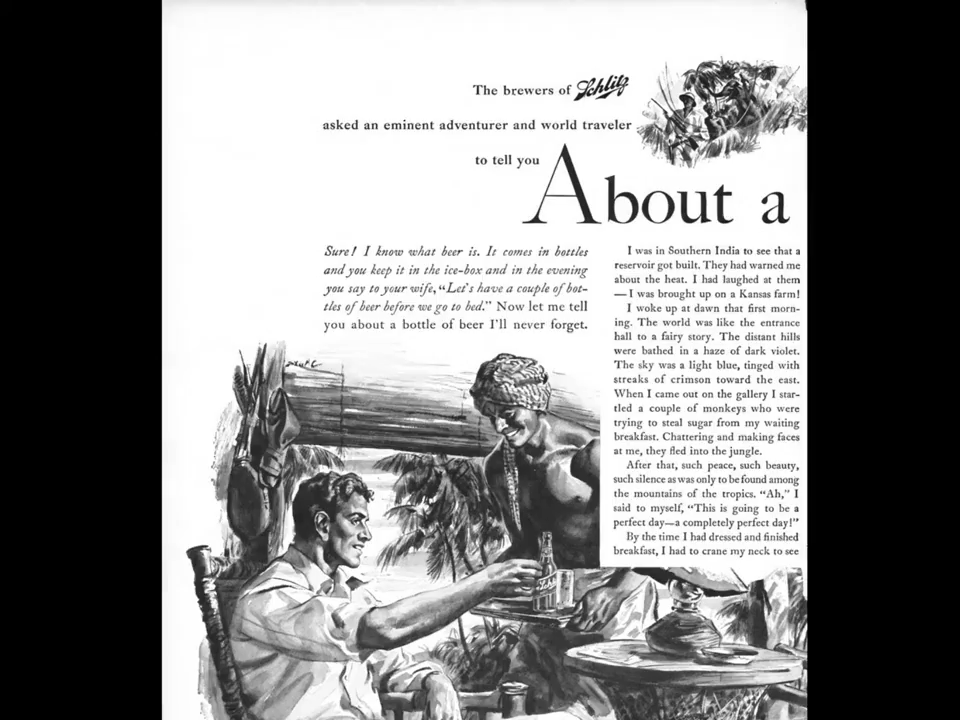 The brewers of Schlitz
asked an eminent adventurer and world traveler
to tell you
About a
Sure! I know what beer is. It comes in bottles
and you keep it in the ice-box and in the evening
you say to your wife, "Let's have a couple of bot-
tles of beer before we go to bed." Now let me tell
you about a bottle of beer I'll never forget.
I was in Southern India to see that a
reservoir got built. They had warned me
about the heat. I had laughed at them
—I was brought up on a Kansas farm!
I woke up at dawn that first morn-
ing. The world was like the entrance
hall to a fairy story. The distant hills
were bathed in a haze of dark violet.
The sky was a light blue, tinged with
streaks of crimson toward the east.
When I came out on the gallery I star-
tled a couple of monkeys who were
trying to steal sugar from my waiting
breakfast. Chattering and making faces
at me, they fled into the jungle.
After that, such peace, such beauty,
such silence as was only to be found among
the mountains of the tropics. "Ah," I
said to myself, "This is going to be a
perfect day—a completely perfect day!"
By the time I had dressed and finished
breakfast, I had to crane my neck to see